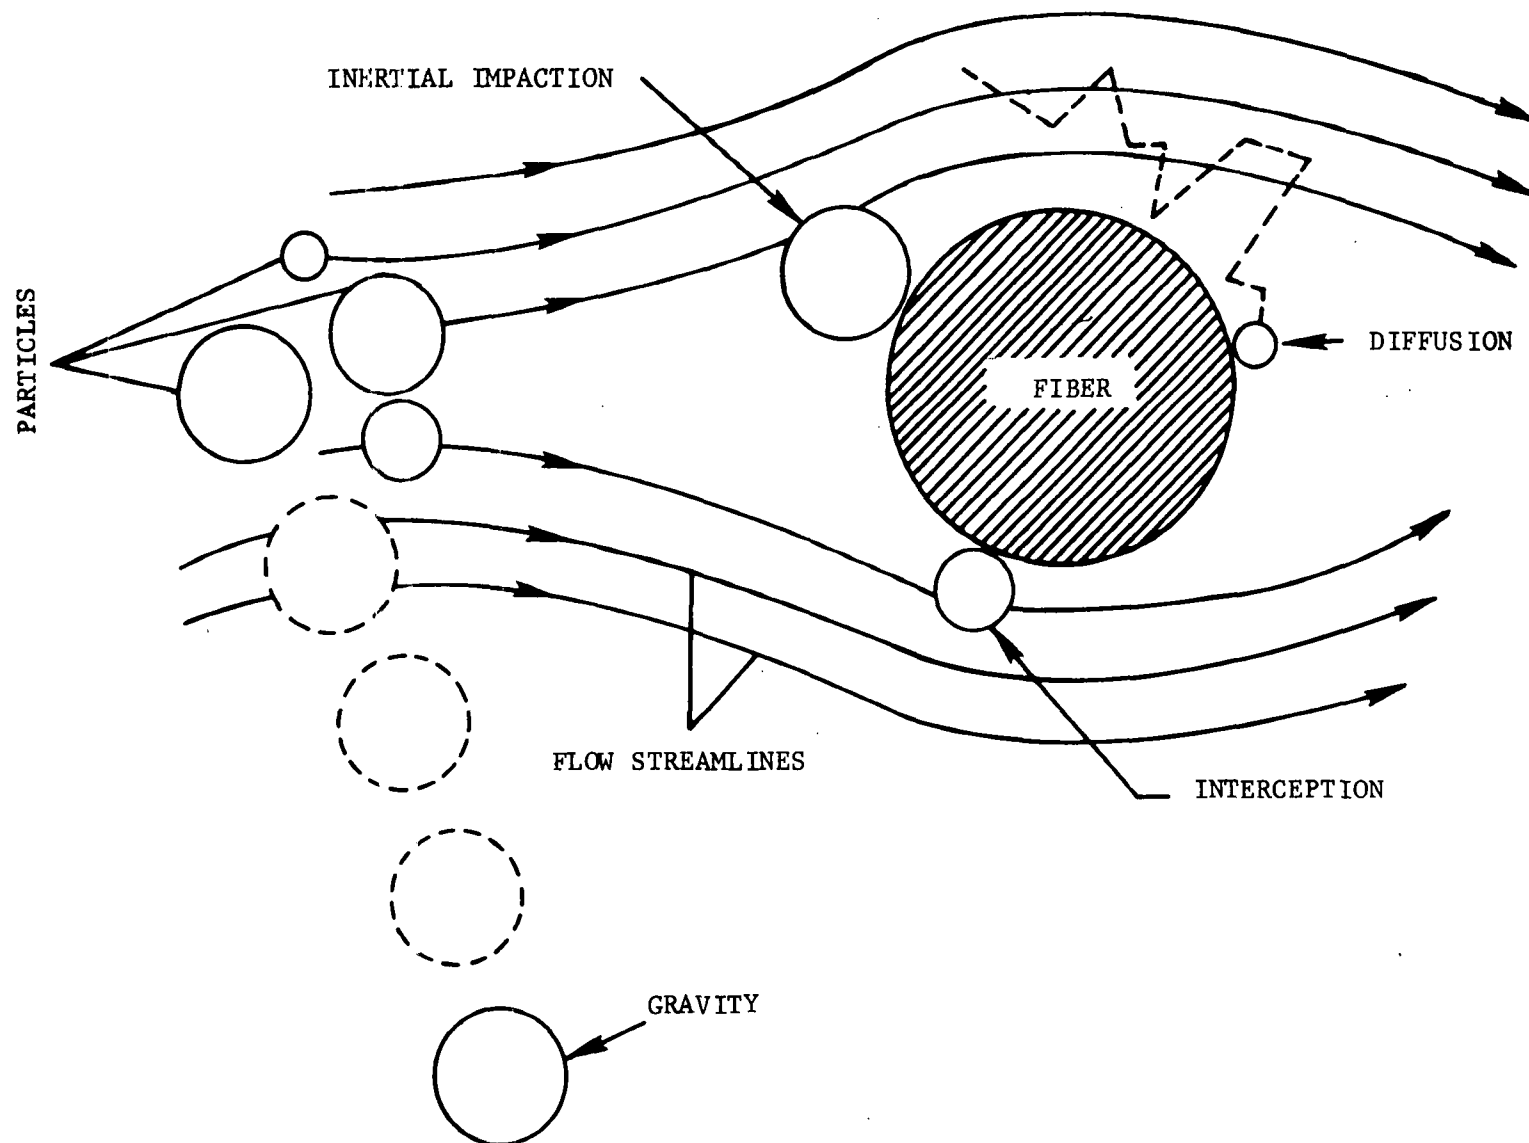 INERTIAL IMPACTION
PARTICLES
DIFFUSION
FIBER
FLOW STREAMLINES
INTERCEPTION
GRAVITY